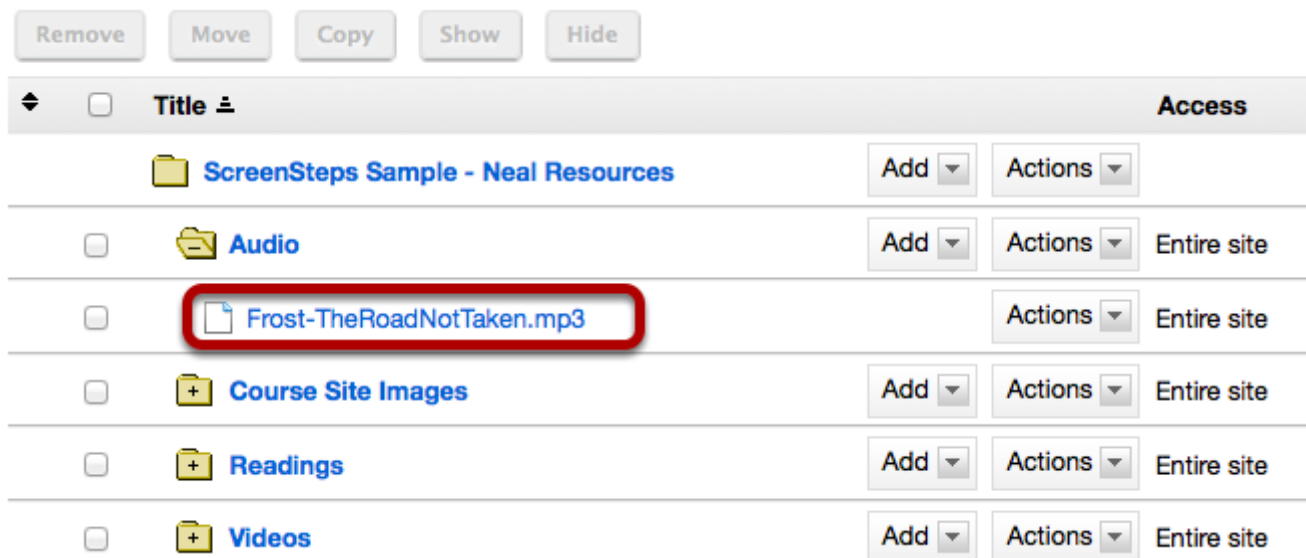 Remove Move Copy Show Hide
Title Access
ScreenSteps Sample - Neal Resources Add Actions
Audio Add Actions Entire site
Frost-TheRoadNotTaken.mp3 Actions Entire site
Course Site Images Add Actions Entire site
Readings Add Actions Entire site
Videos Add Actions Entire site